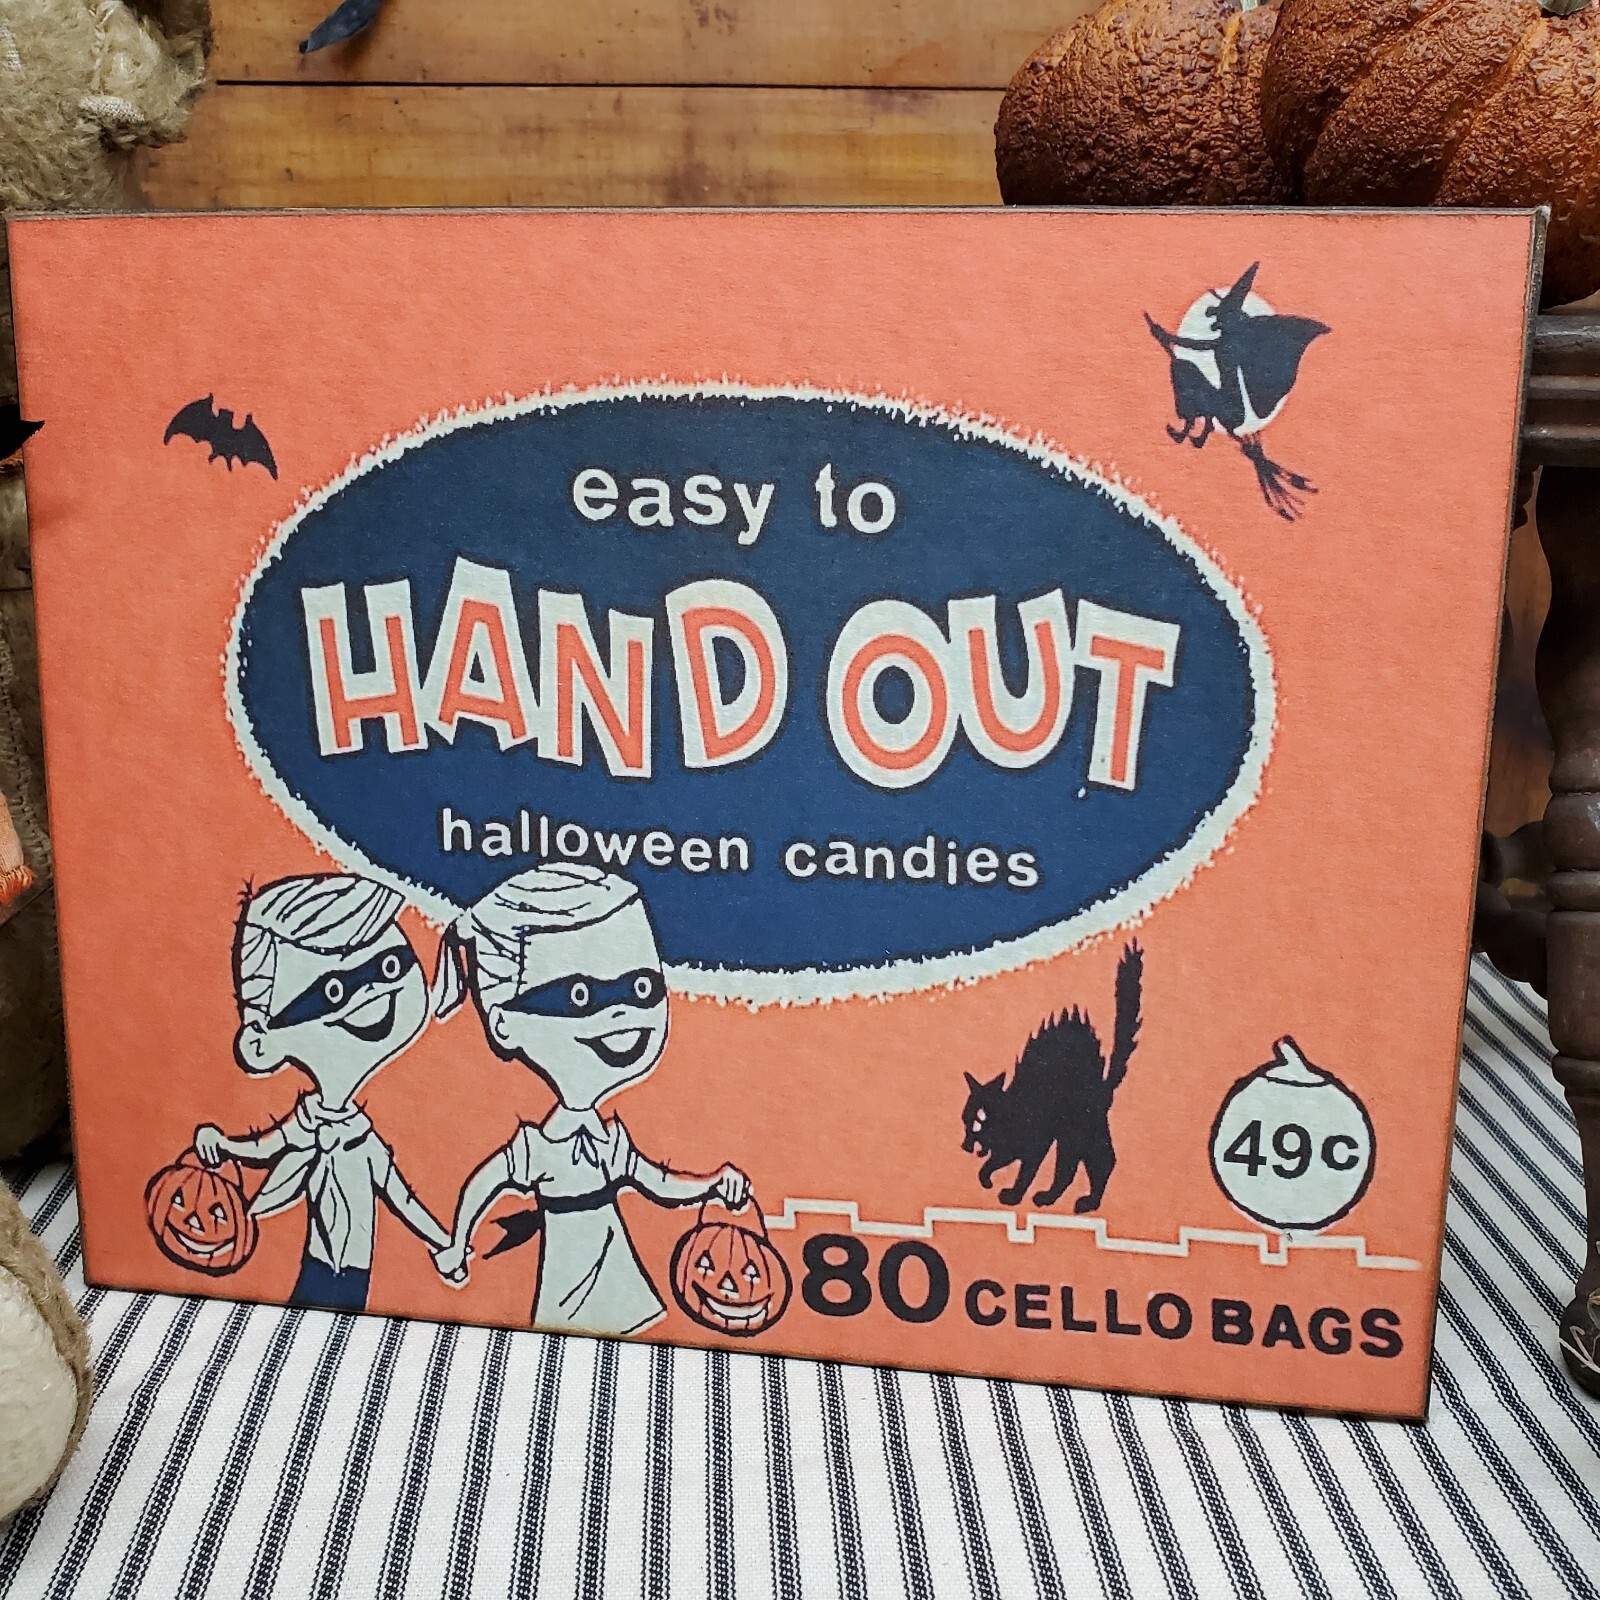 easy to
HAND OUT
halloween candies
49c
80 CELLO BAGS